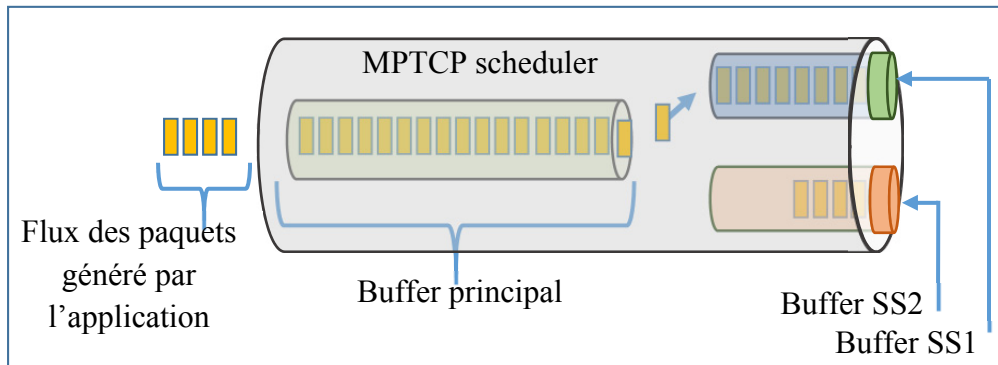 MPTCP scheduler
Flux des paquets
généré par
l’application
Buffer principal
Buffer SS2
Buffer SS1